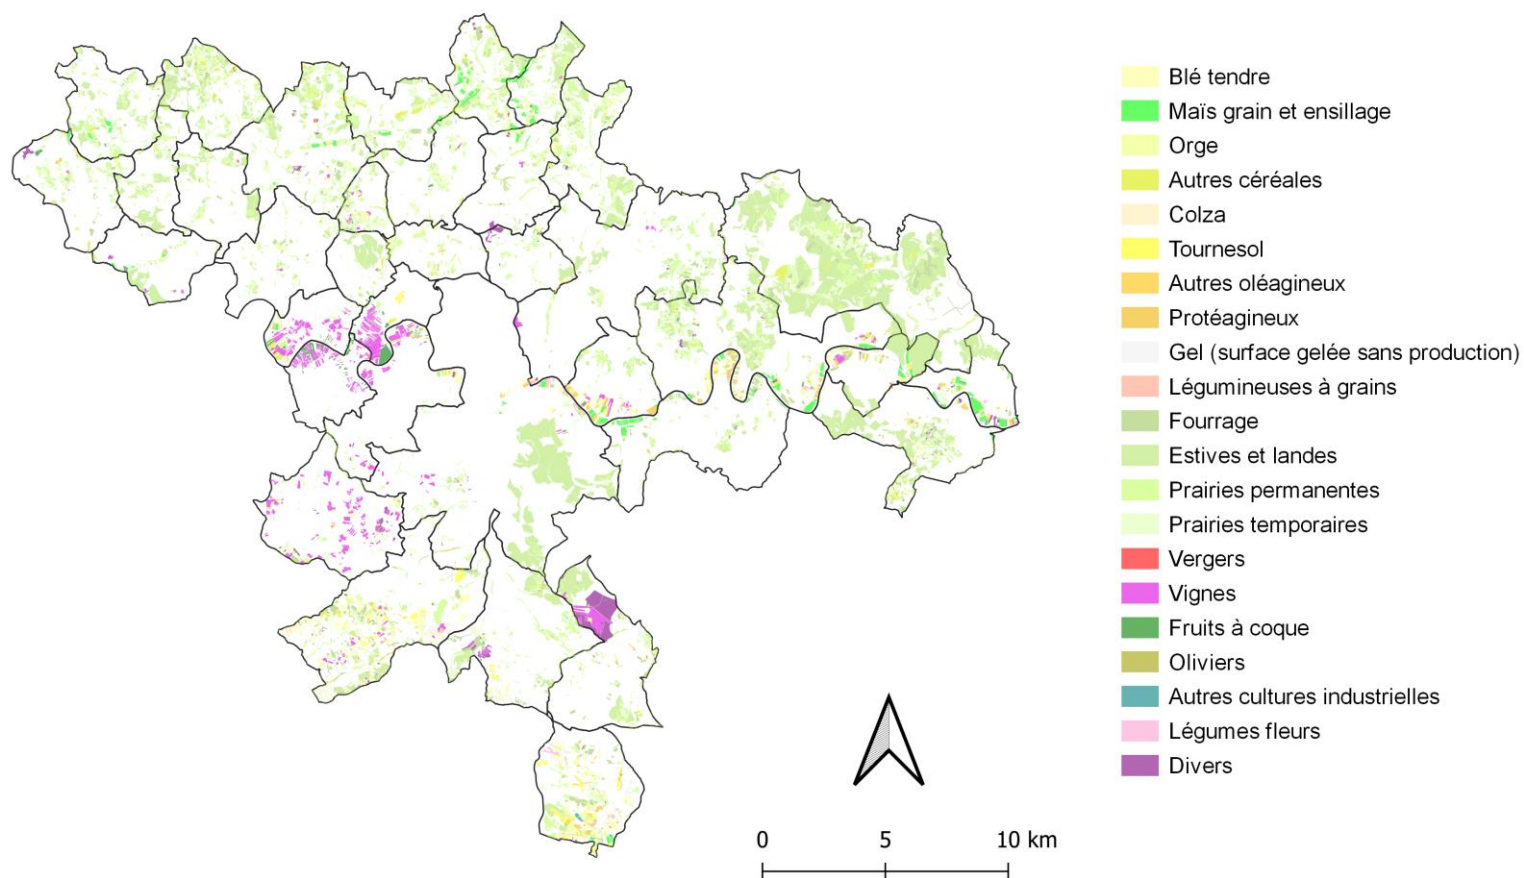 Blé tendre
Maïs grain et ensillage
Orge
Autres céréales
Colza
Tournesol
Autres oléagineux
Protéagineux
Gel (surface gelée sans production)
Légumineuses à grains
Fourrage
Estives et landes
Prairies permanentes
Prairies temporaires
Vergers
Vignes
Fruits à coque
Oliviers
Autres cultures industrielles
Légumes fleurs
Divers
0 5 10 km